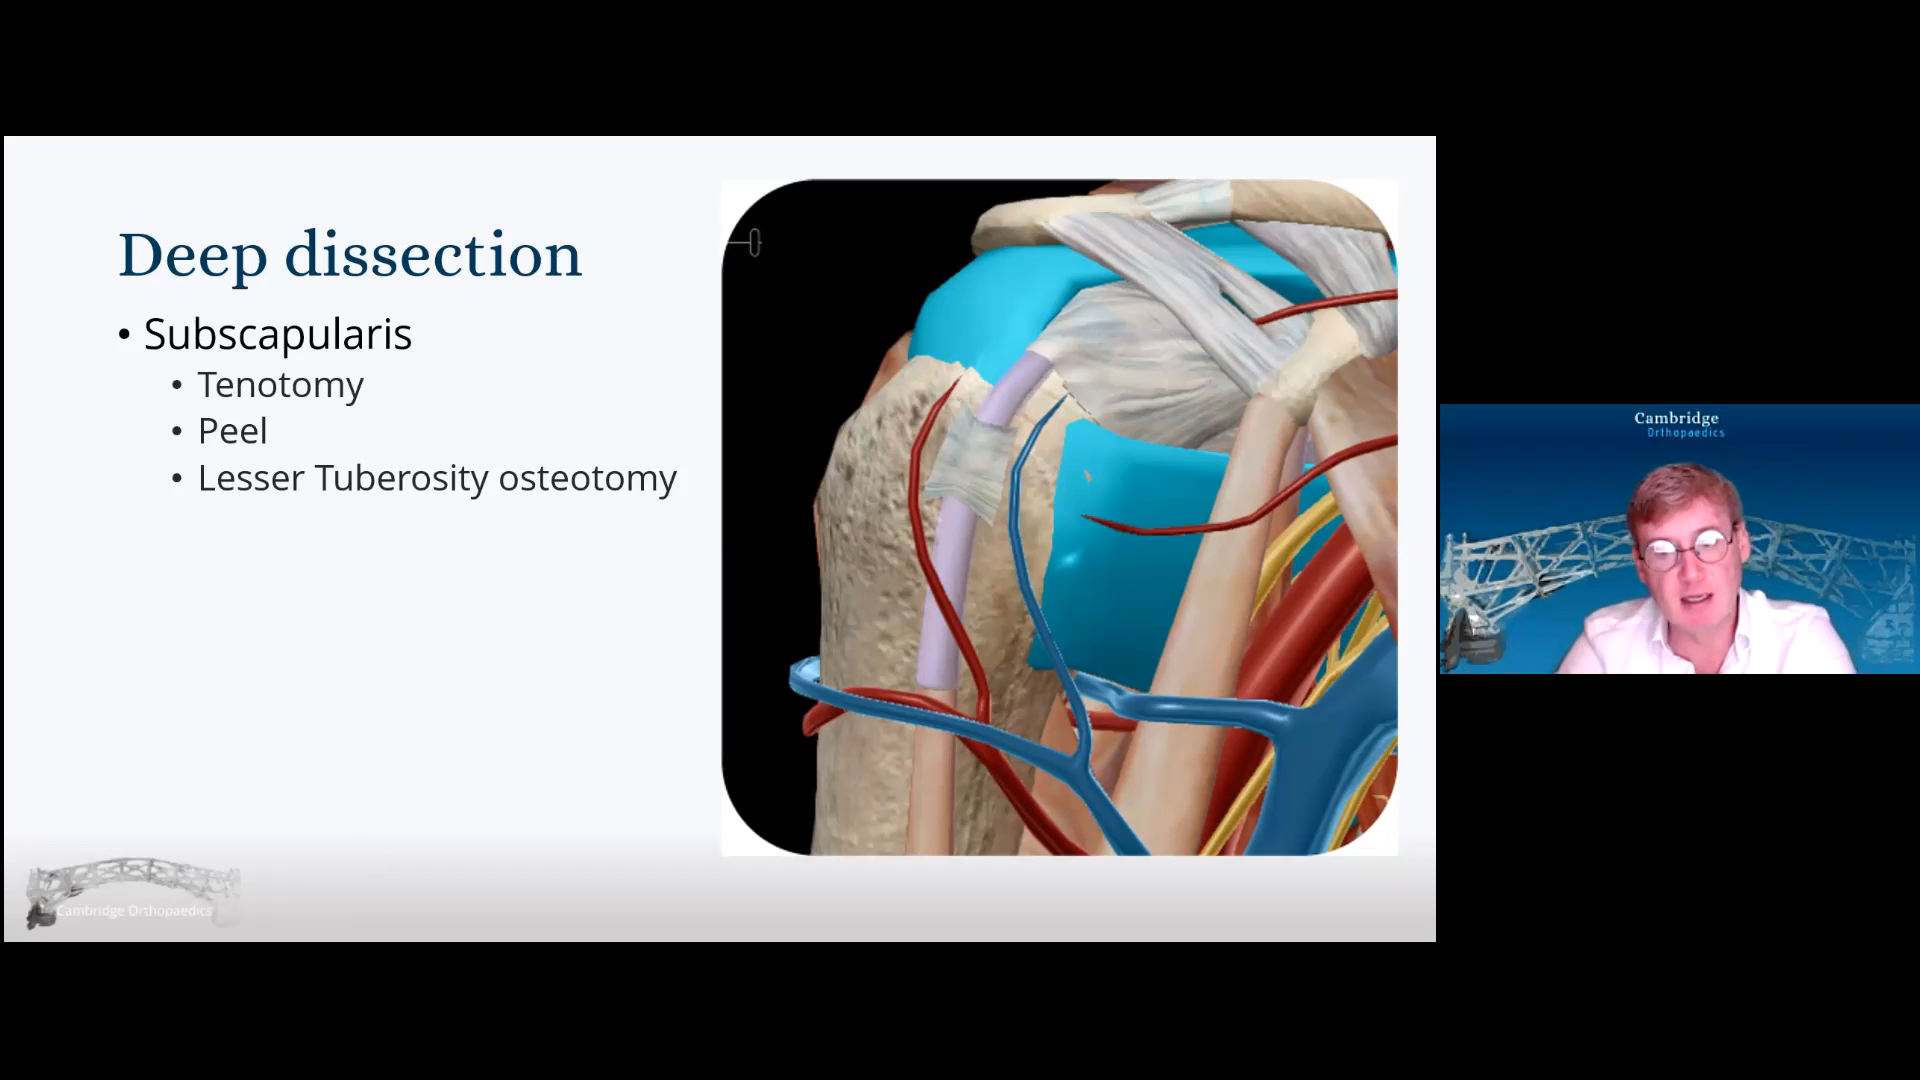 Deep dissection
• Subscapularis
• Tenotomy
• Peel
• Lesser Tuberosity osteotomy
Cambridge Orthopaedics
Cambridge
Orthopaedics